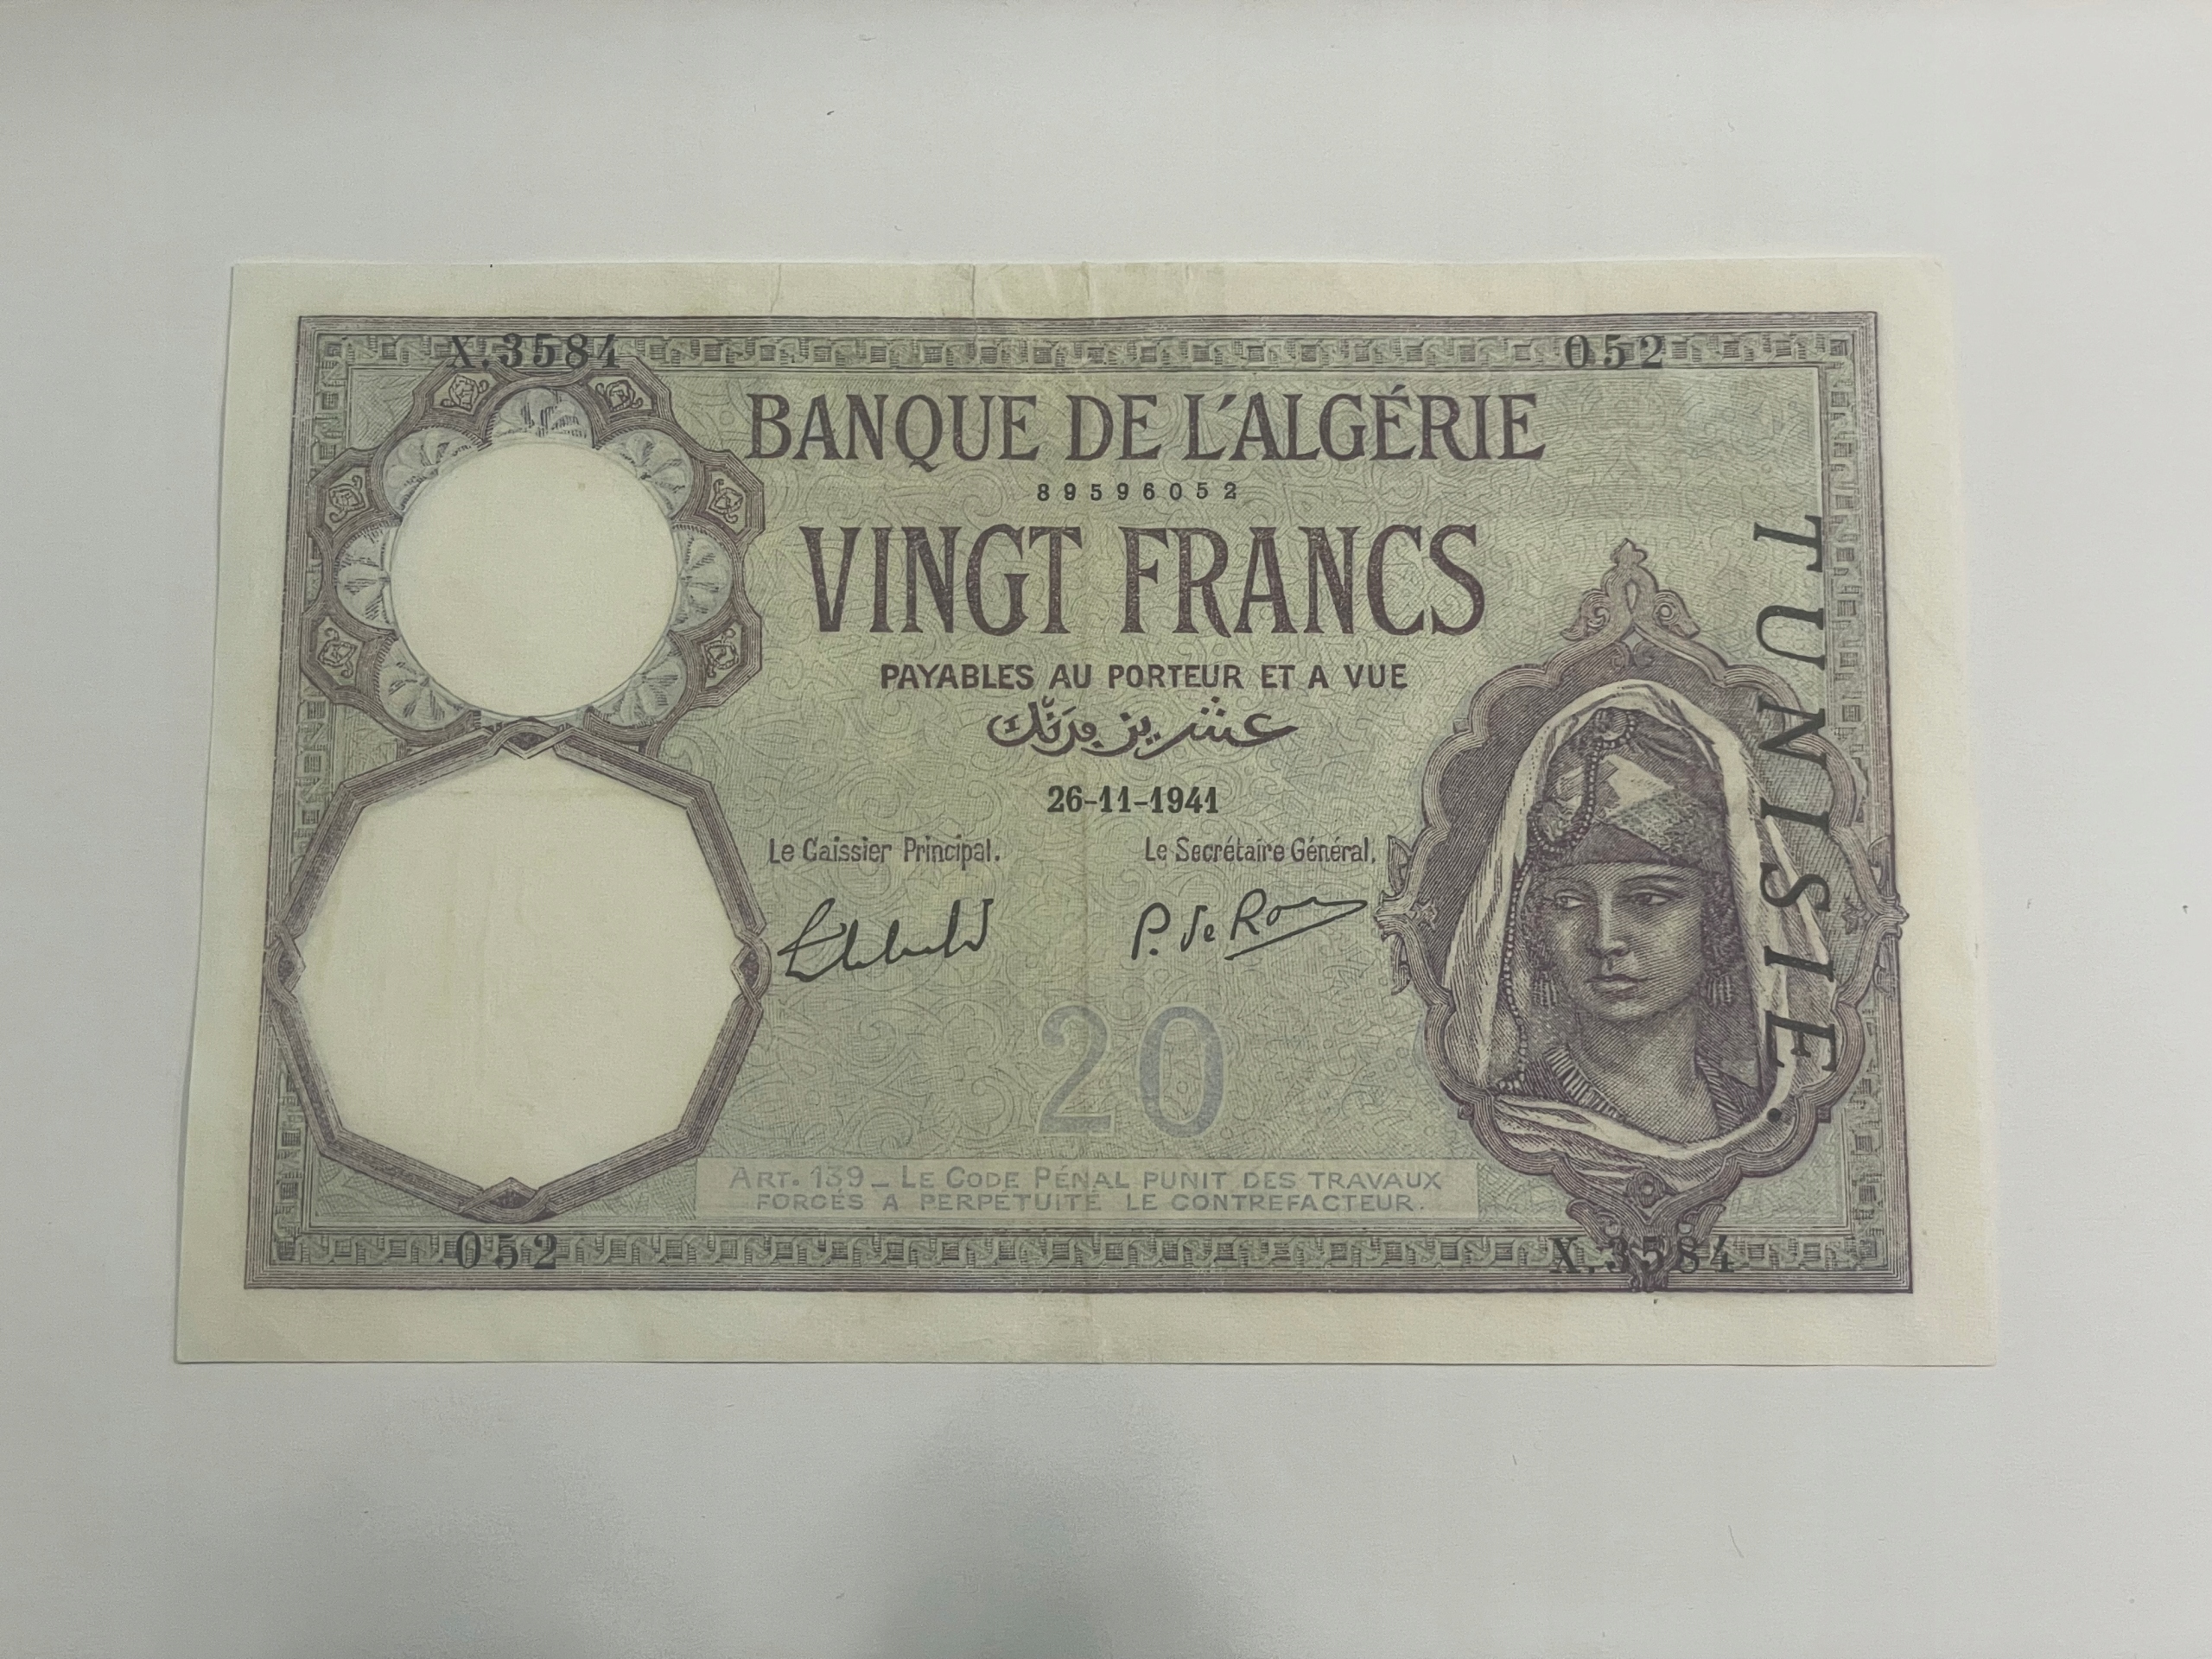 X.3584
052
BANQUE DE L'ALGÉRIE
89596052
VINGT FRANCS
PAYABLES AU PORTEUR ET A VUE
عشرين فرنك
26-11-1941
Le Caissier Principal.
Le Secrétaire Général,
P. de Rou
20
ART. 139 _ LE CODE PÉNAL PUNIT DES TRAVAUX
FORCÉS A PERPÉTUITÉ LE CONTREFACTEUR.
052
X.3584
TUNISIE.